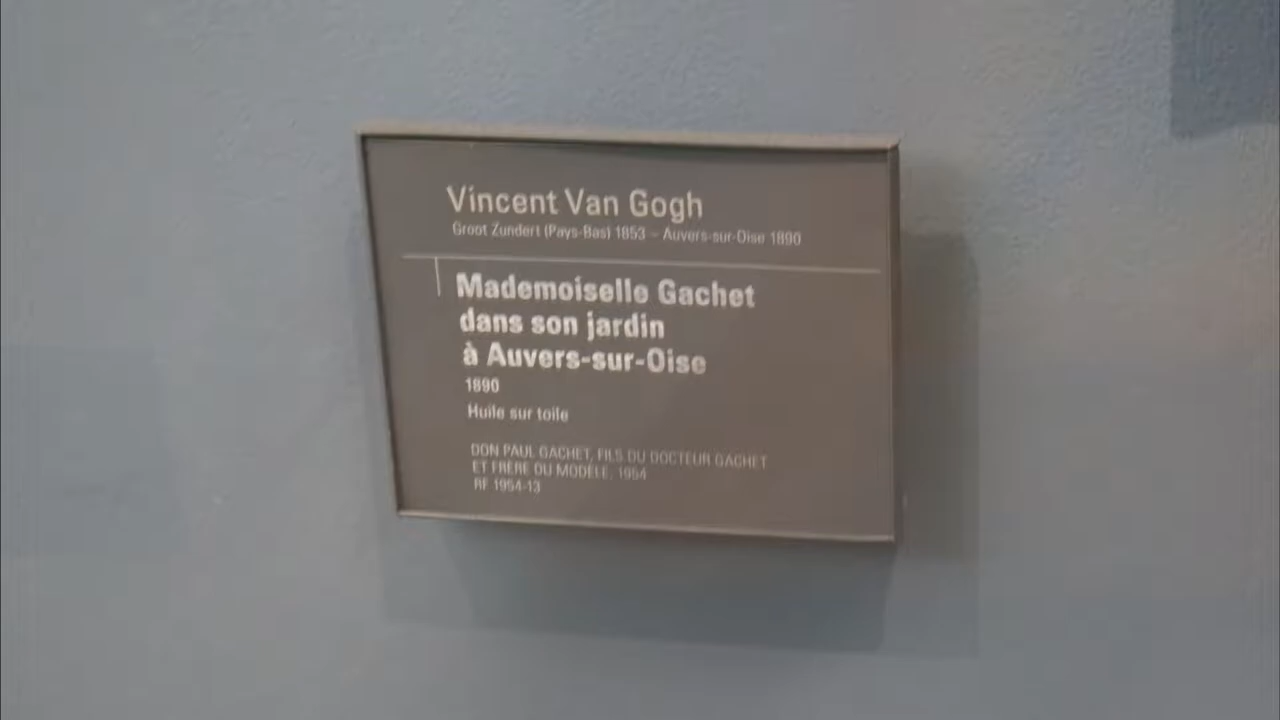 Vincent Van Gogh
Groot Zundert (Pays-Bas) 1853 – Auvers-sur-Oise 1890
Mademoiselle Gachet
dans son jardin
à Auvers-sur-Oise
1890
Huile sur toile
DON PAUL GACHET, FILS DU DOCTEUR GACHET
ET FRÈRE DU MODÈLE, 1954
RF 1954-13